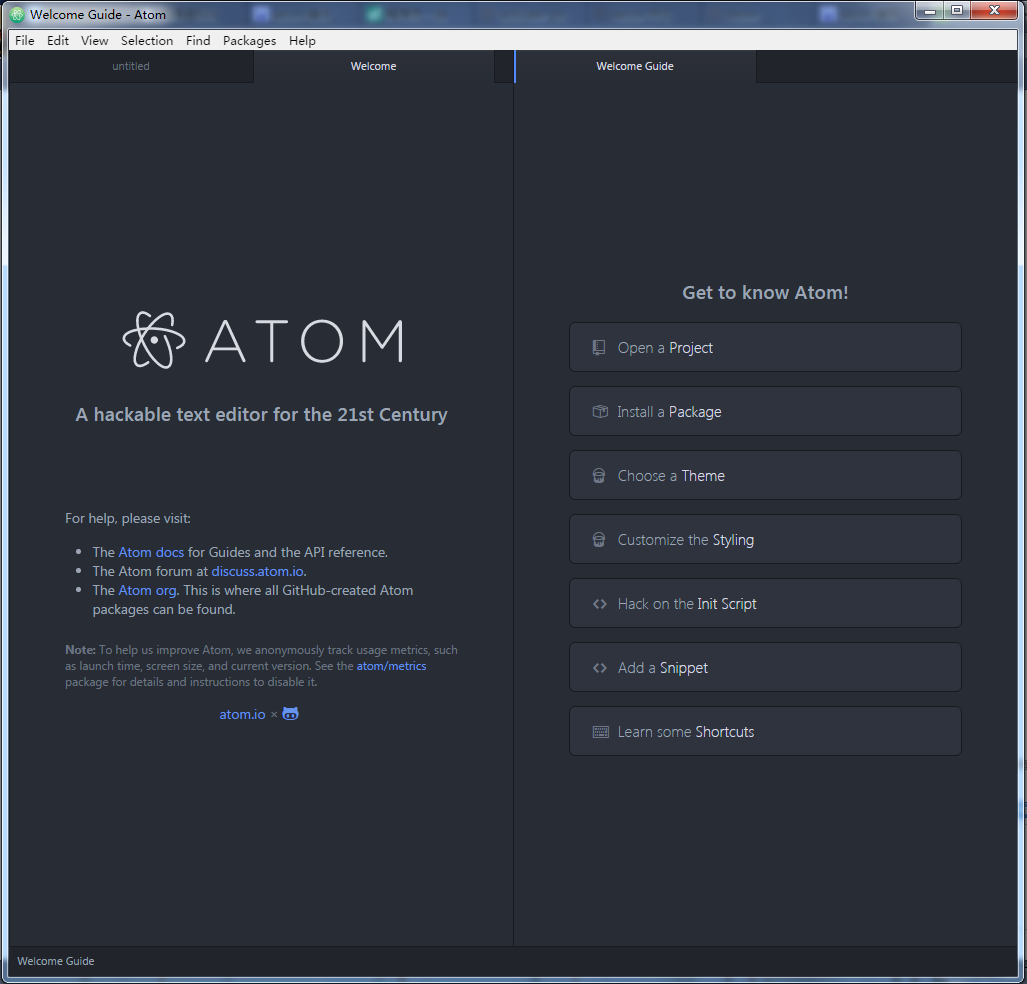 Welcome Guide - Atom
File Edit View Selection Find Packages Help
untitled
Welcome
Welcome Guide
ATOM
A hackable text editor for the 21st Century
For help, please visit:
• The Atom docs for Guides and the API reference.
• The Atom forum at discuss.atom.io.
• The Atom org. This is where all GitHub-created Atom
packages can be found.
Note: To help us improve Atom, we anonymously track usage metrics, such
as launch time, screen size, and current version. See the atom/metrics
package for details and instructions to disable it.
atom.io ×
Get to know Atom!
Open a Project
Install a Package
Choose a Theme
Customize the Styling
Hack on the Init Script
Add a Snippet
Learn some Shortcuts
Welcome Guide